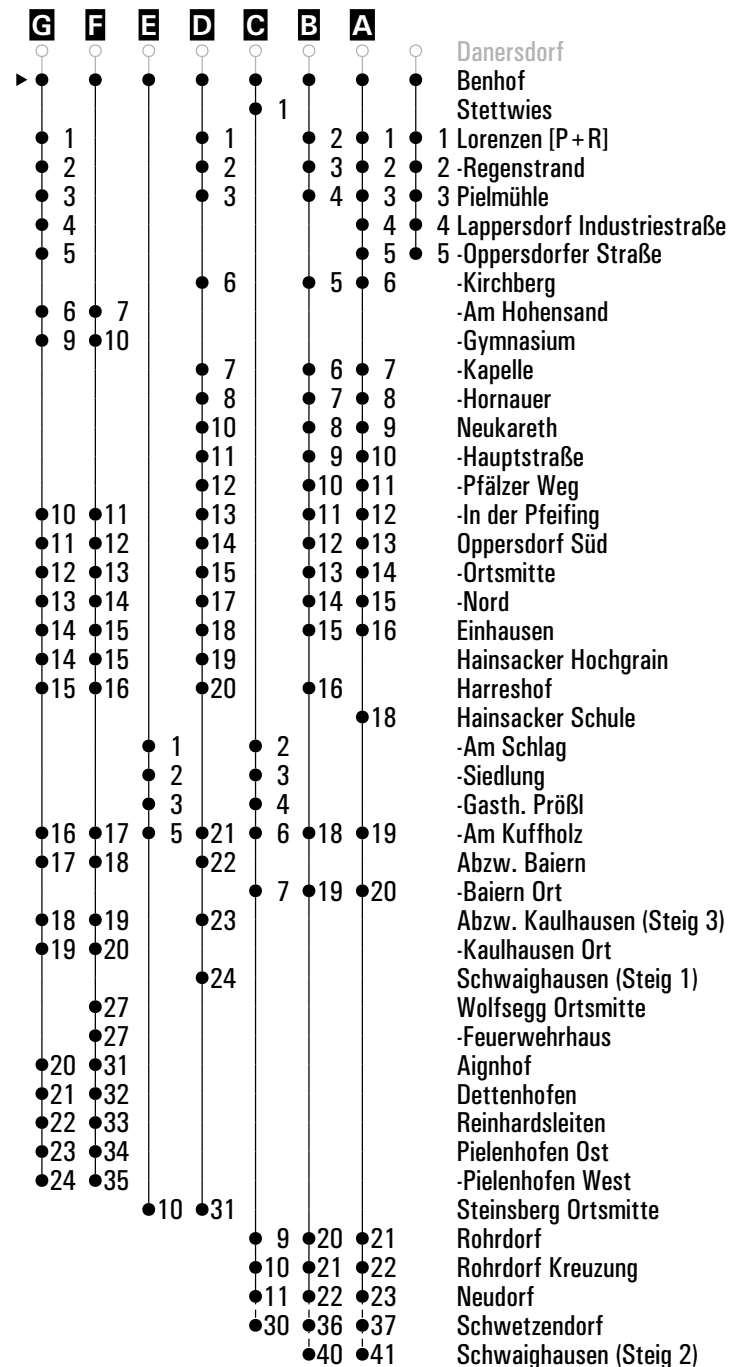 G F E D C B A
Danersdorf
▶ Benhof
1 Stettwies
1 1 2 1 1 Lorenzen [P+R]
2 2 3 2 2 -Regenstrand
3 3 4 3 3 Pielmühle
4 4 4 Lappersdorf Industriestraße
5 5 5 -Oppersdorfer Straße
6 5 6 -Kirchberg
6 7 -Am Hohensand
9 10 -Gymnasium
7 6 7 -Kapelle
8 7 8 -Hornauer
10 8 9 Neukareth
11 9 10 -Hauptstraße
12 10 11 -Pfälzer Weg
10 11 13 11 12 -In der Pfeifing
11 12 14 12 13 Oppersdorf Süd
12 13 15 13 14 -Ortsmitte
13 14 17 14 15 -Nord
14 15 18 15 16 Einhausen
14 15 19 Hainsacker Hochgrain
15 16 20 16 Harreshof
18 Hainsacker Schule
1 2 -Am Schlag
2 3 -Siedlung
3 4 -Gasth. Prößl
16 17 5 21 6 18 19 -Am Kuffholz
17 18 22 Abzw. Baiern
7 19 20 -Baiern Ort
18 19 23 Abzw. Kaulhausen (Steig 3)
19 20 -Kaulhausen Ort
24 Schwaighausen (Steig 1)
27 Wolfsegg Ortsmitte
27 -Feuerwehrhaus
20 31 Aignhof
21 32 Dettenhofen
22 33 Reinhardsleiten
23 34 Pielenhofen Ost
24 35 -Pielenhofen West
10 31 Steinsberg Ortsmitte
9 20 21 Rohrdorf
10 21 22 Rohrdorf Kreuzung
11 22 23 Neudorf
30 36 37 Schwetzendorf
40 41 Schwaighausen (Steig 2)